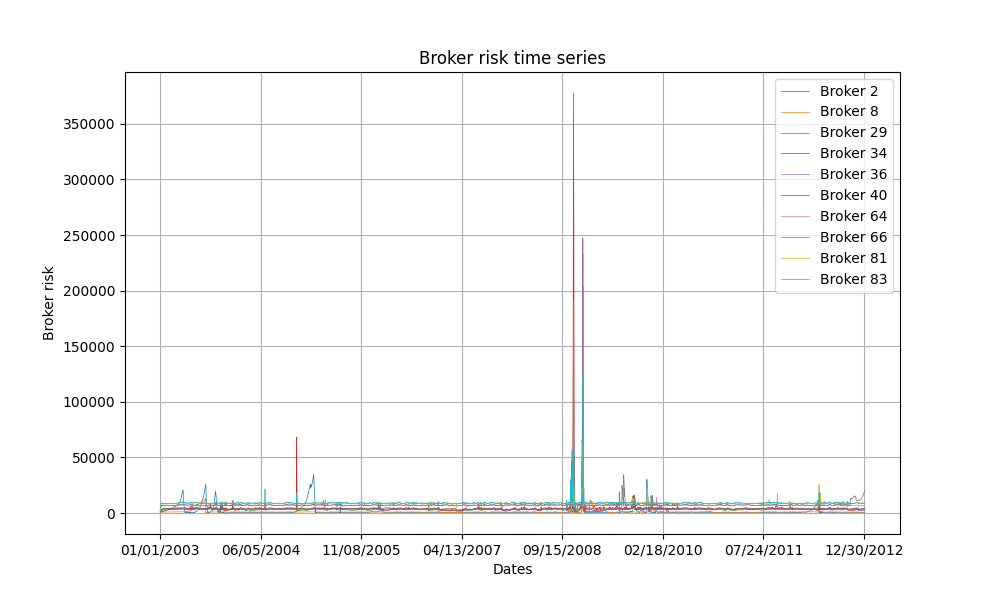 Broker risk time series
Broker risk
350000
300000
250000
200000
150000
100000
50000
0
Broker 2
Broker 8
Broker 29
Broker 34
Broker 36
Broker 40
Broker 64
Broker 66
Broker 81
Broker 83
01/01/2003 06/05/2004 11/08/2005 04/13/2007 09/15/2008 02/18/2010 07/24/2011 12/30/2012
Dates